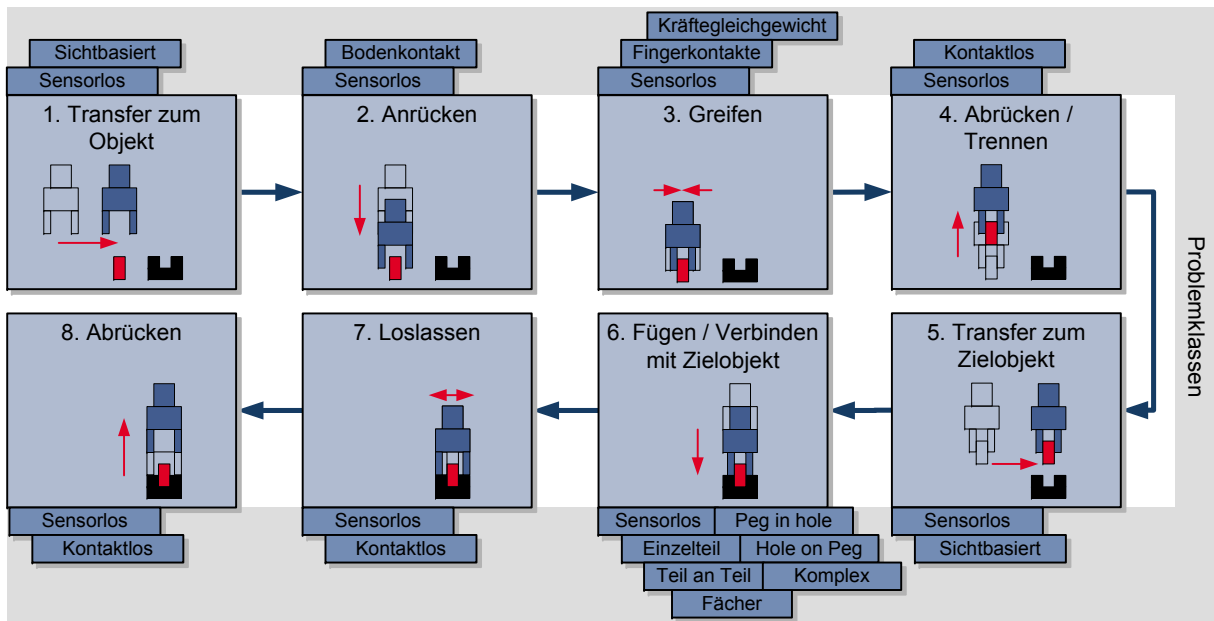 Sichtbasiert
Sensorlos
1. Transfer zum
Objekt
Bodenkontakt
Sensorlos
2. Anrücken
Kräftegleichgewicht
Fingerkontakte
Sensorlos
3. Greifen
Kontaktlos
Sensorlos
4. Abrücken /
Trennen
Problemklassen
5. Transfer zum
Zielobjekt
Sensorlos
Sichtbasiert
6. Fügen / Verbinden
mit Zielobjekt
Sensorlos
Peg in hole
Einzelteil
Hole on Peg
Teil an Teil
Komplex
Fächer
7. Loslassen
Sensorlos
Kontaktlos
8. Abrücken
Sensorlos
Kontaktlos